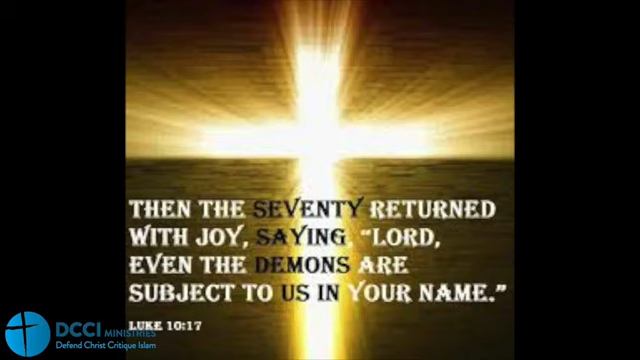 THEN THE SEVENTY RETURNED
WITH JOY, SAYING, "LORD,
EVEN THE DEMONS ARE
SUBJECT TO US IN YOUR NAME."
LUKE 10:17
DCCI MINISTRIES
Defend Christ Critique Islam